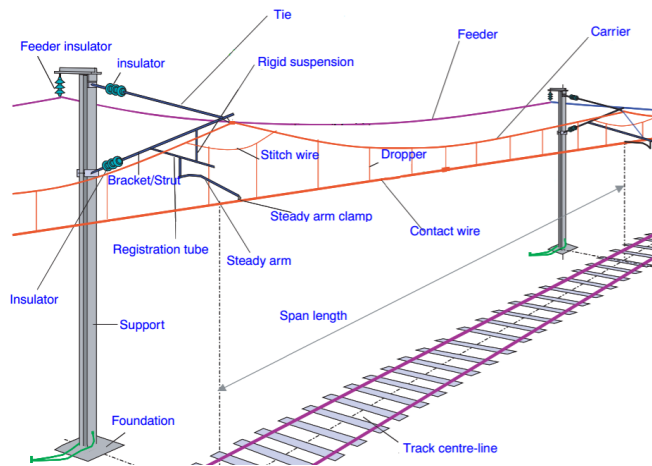 Tie
Feeder insulator
insulator
Feeder
Carrier
Rigid suspension
Stitch wire
Dropper
Bracket/Strut
Steady arm clamp
Contact wire
Registration tube
Steady arm
Insulator
Span length
Support
Foundation
Track centre-line